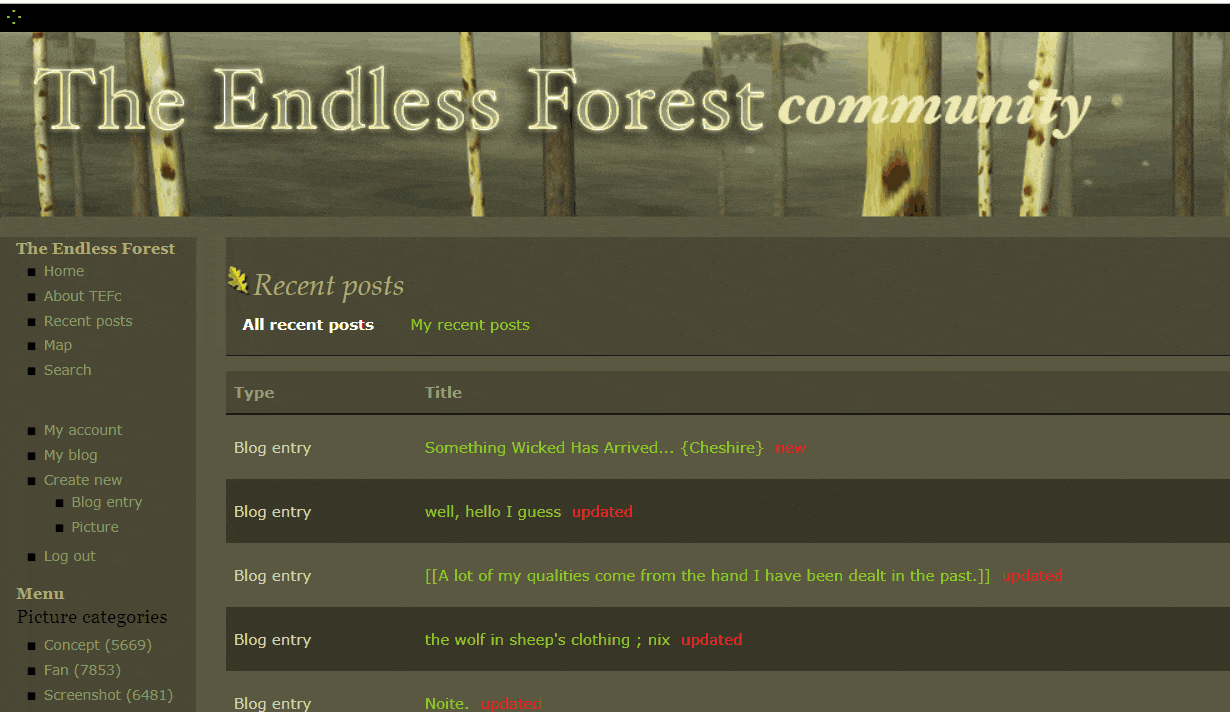 The Endless Forest community
The Endless Forest
Home
About TEFc
Recent posts
Map
Search
My account
My blog
Create new
Blog entry
Picture
Log out
Menu
Picture categories
Concept (5669)
Fan (7853)
Screenshot (6481)
Recent posts
All recent posts My recent posts
Type Title
Blog entry Something Wicked Has Arrived... {Cheshire} new
Blog entry well, hello I guess updated
Blog entry [[A lot of my qualities come from the hand I have been dealt in the past.]] updated
Blog entry the wolf in sheep's clothing ; nix updated
Blog entry Noite. updated